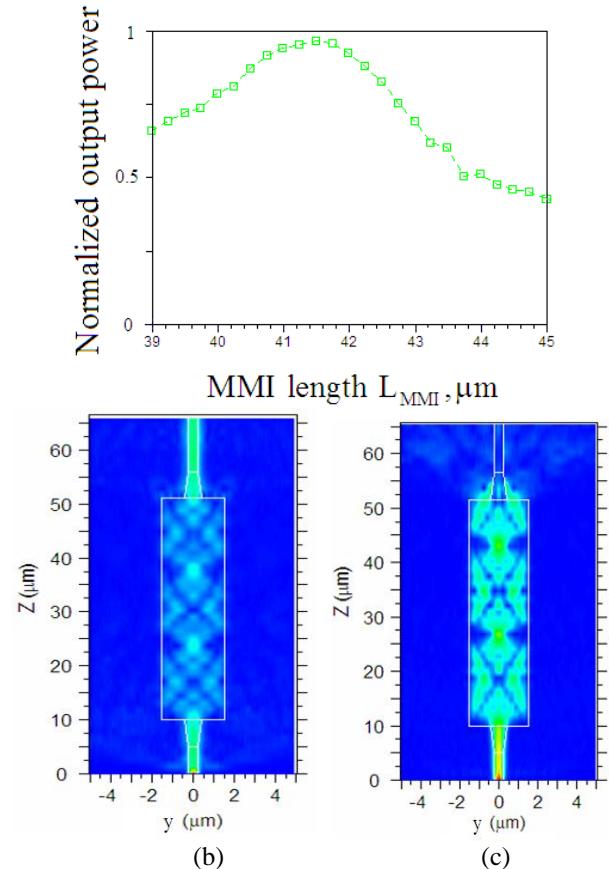 Normalized output power
1
0.5
0
39 40 41 42 43 44 45
MMI length L_MMI, μm
Z (μm)
60
50
40
30
20
10
0
-4 -2 0 2 4
y (μm)
(b)
Z (μm)
60
50
40
30
20
10
0
-4 -2 0 2 4
y (μm)
(c)